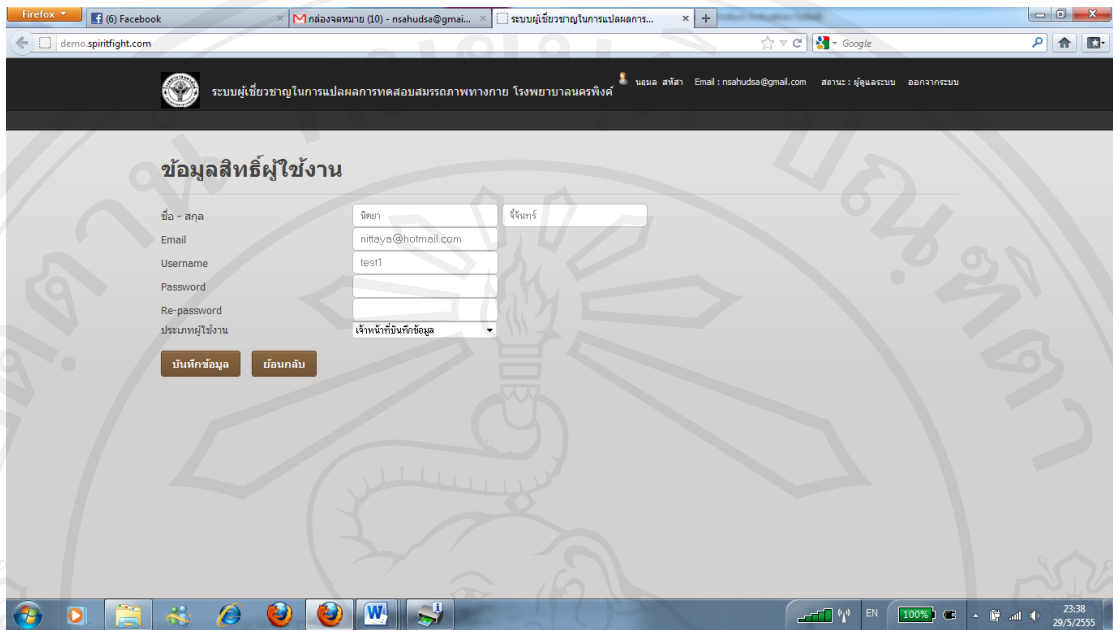 Firefox
(6) Facebook
กล่องจดหมาย (10) - nsahudsa@gmai...
ระบบผู้เชี่ยวชาญในการแปลผลการ...
demo.spiritfight.com
Google
ระบบผู้เชี่ยวชาญในการแปลผลการทดสอบสมรรถภาพทางกาย โรงพยาบาลนครพิงค์
นฤมล สหัสา Email : nsahudsa@gmail.com สถานะ : ผู้ดูแลระบบ ออกจากระบบ
ข้อมูลสิทธิ์ผู้ใช้งาน
ชื่อ - สกุล นิตยา จี๋จันทร์
Email nittaya@hotmail.com
Username test1
Password
Re-password
ประเภทผู้ใช้งาน เจ้าหน้าที่บันทึกข้อมูล
บันทึกข้อมูล ย้อนกลับ
EN 100% 23:38
29/5/2555